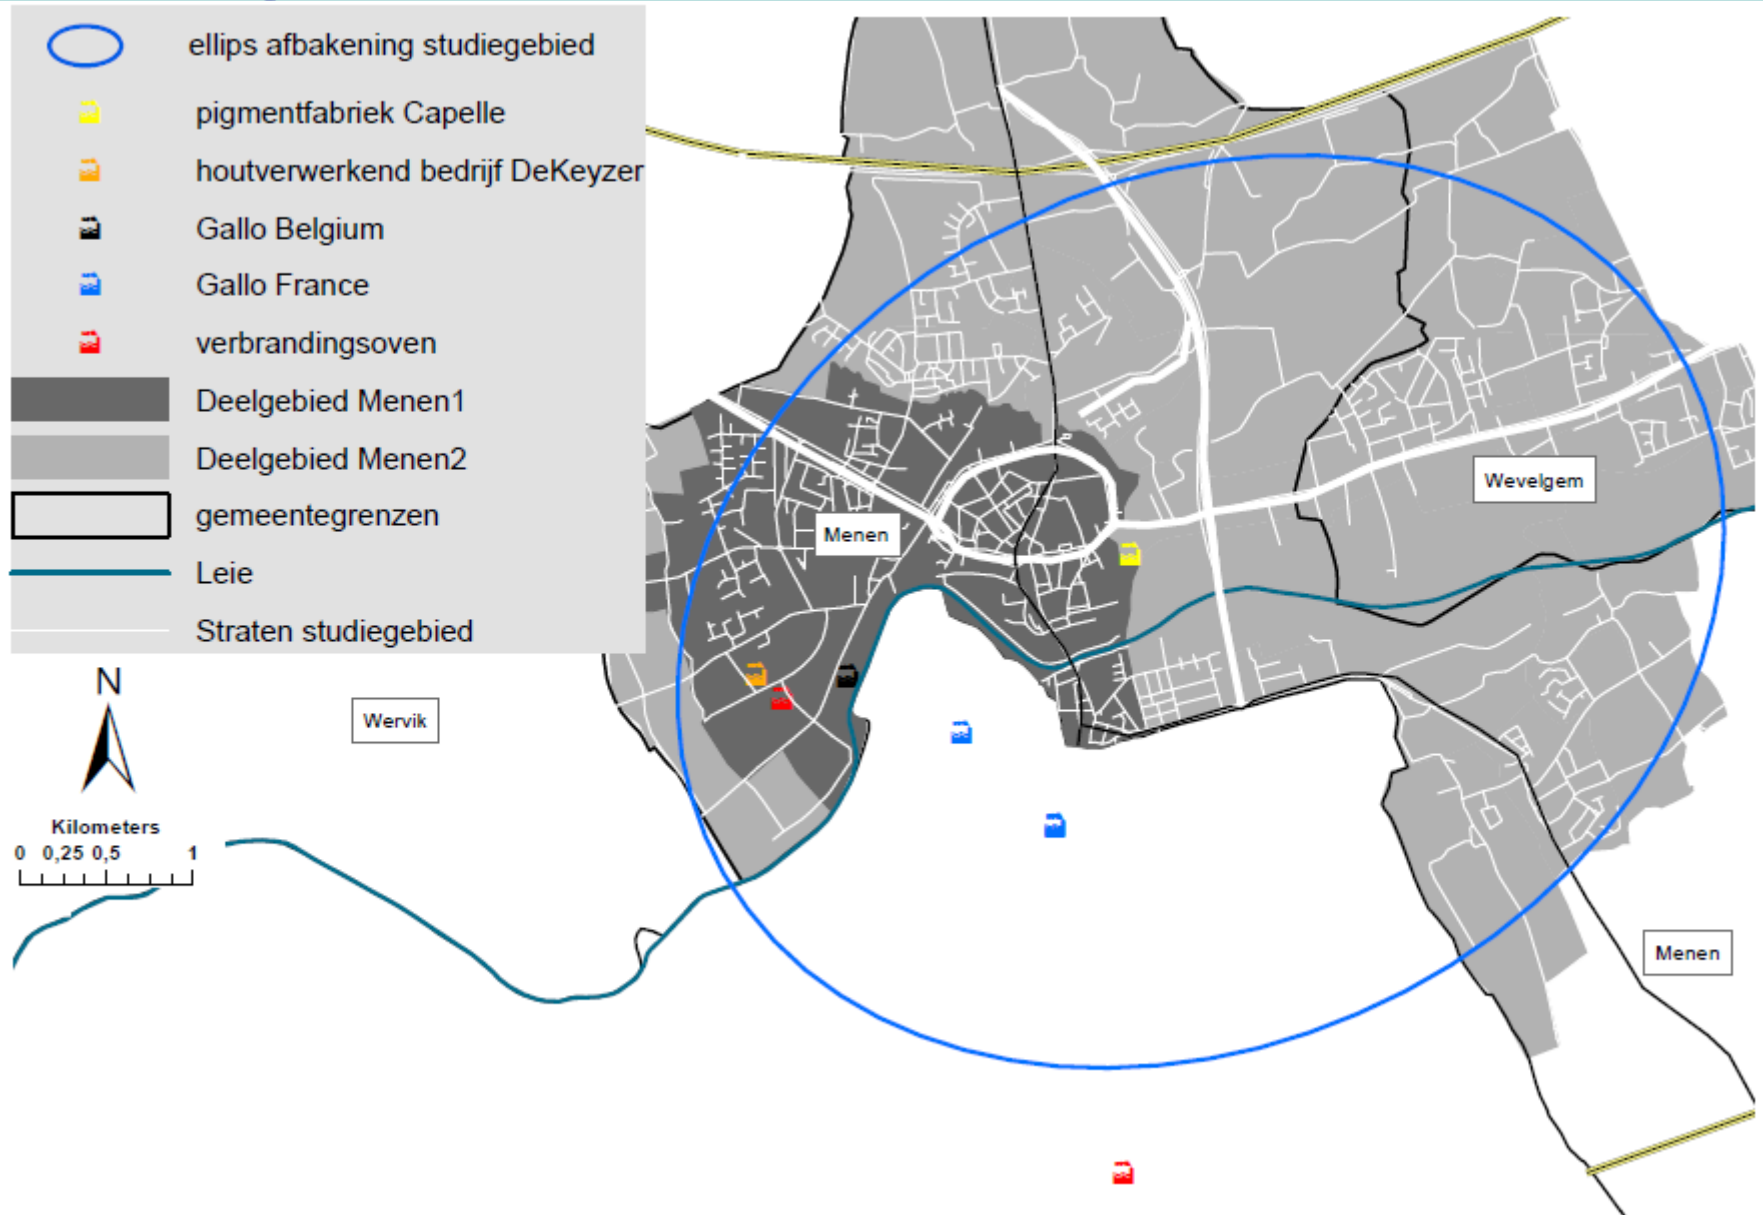 ellips afbakening studiegebied
pigmentfabriek Capelle
houtverwerkend bedrijf DeKeyzer
Gallo Belgium
Gallo France
verbrandingsoven
Deelgebied Menen1
Deelgebied Menen2
gemeentegrenzen
Leie
Straten studiegebied
N
Kilometers
0 0,25 0,5 1
Wervik
Menen
Wevelgem
Menen